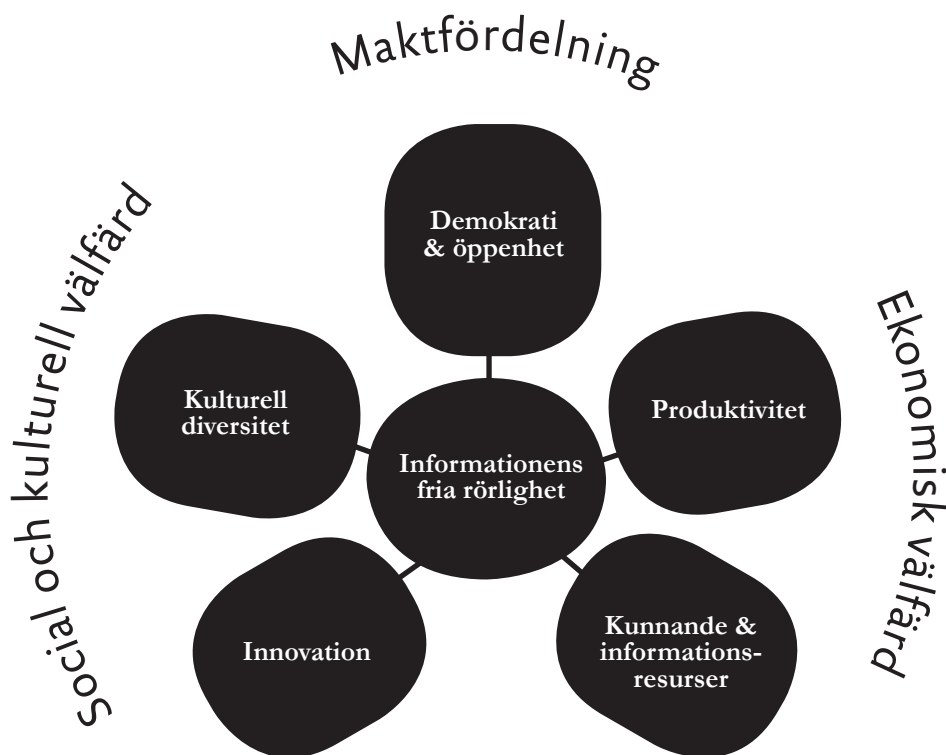 Maktfördelning
Social och kulturell välfärd
Ekonomisk välfärd
Demokrati
& öppenhet
Kulturell
diversitet
Produktivitet
Informationens
fria rörlighet
Innovation
Kunnande &
informations-
resurser